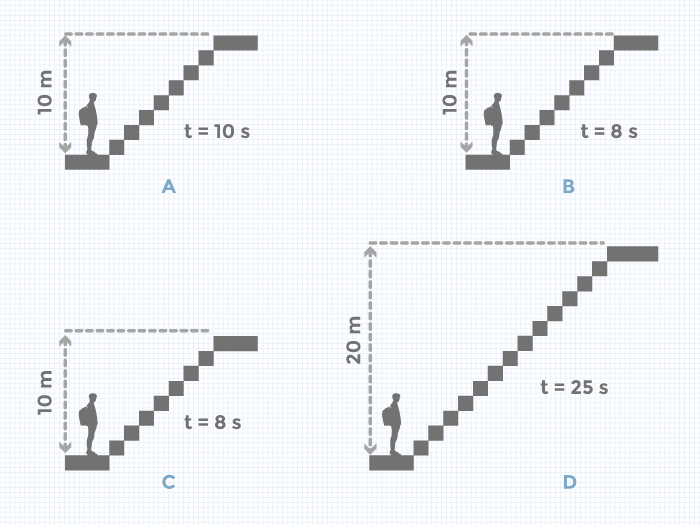 10 m
t = 10 s
A
10 m
t = 8 s
B
10 m
t = 8 s
C
20 m
t = 25 s
D